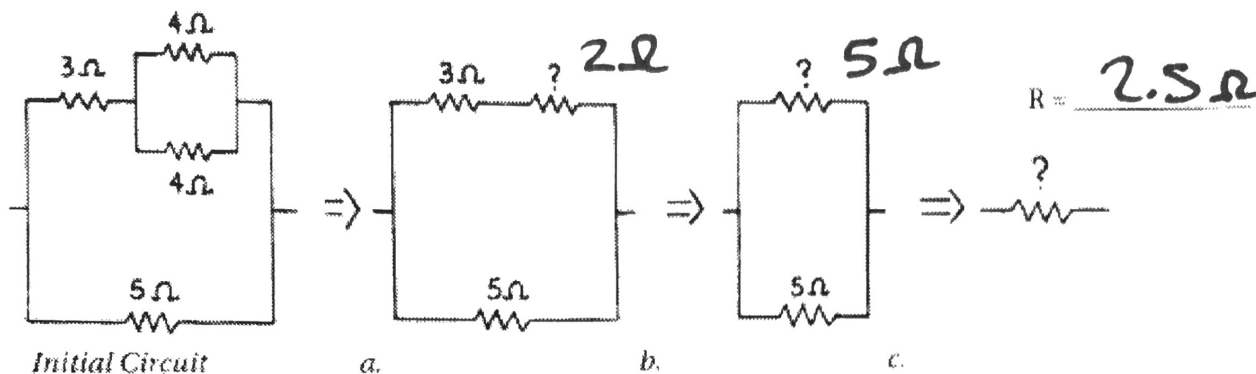 4Ω
3Ω
4Ω
5Ω
Initial Circuit
⇒
3Ω ? 2Ω
5Ω
a.
⇒
? 5Ω
5Ω
b.
⇒
R = 2.5Ω
?
c.